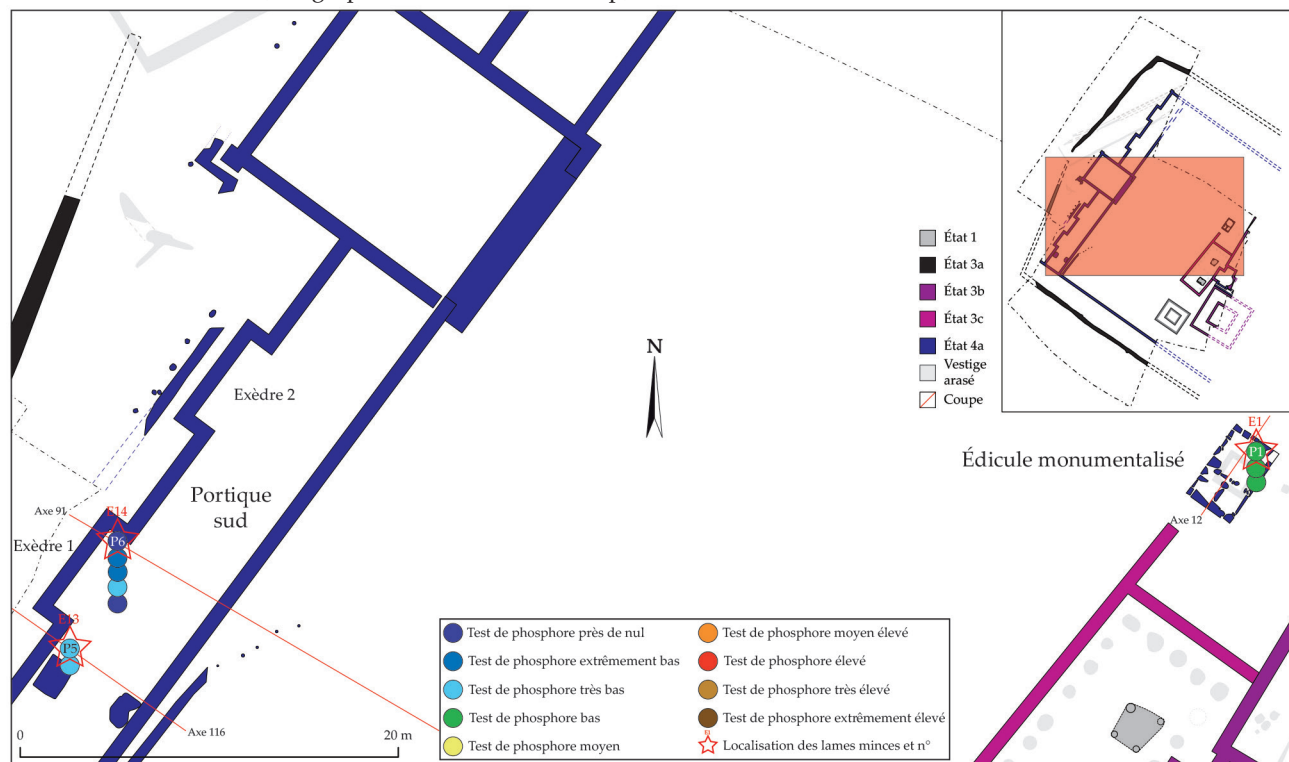 État 1
État 3a
État 3b
État 3c
État 4a
Vestige
arasé
Coupe
N
Exèdre 2
Édicule monumentalisé
E1
P1
Axe 12
Portique
sud
Axe 91
E14
P6
Exèdre 1
E13
P5
Axe 116
0
20 m
Test de phosphore près de nul
Test de phosphore extrêmement bas
Test de phosphore très bas
Test de phosphore bas
Test de phosphore moyen
Test de phosphore moyen élevé
Test de phosphore élevé
Test de phosphore très élevé
Test de phosphore extrêmement élevé
Localisation des lames minces et n°